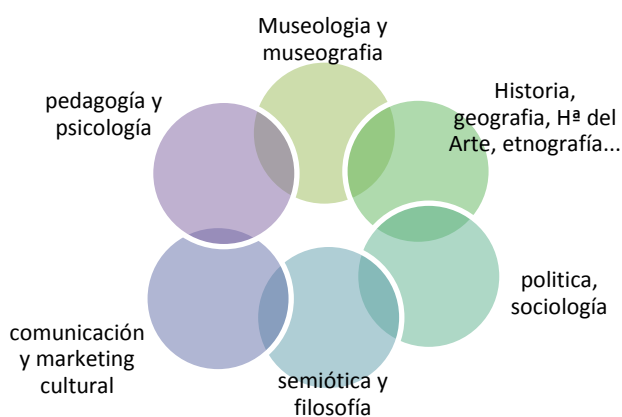 Museologia y
museografia
Historia,
geografia, Hª del
Arte, etnografía...
politica,
sociología
semiótica y
filosofía
comunicación
y marketing
cultural
pedagogía y
psicología